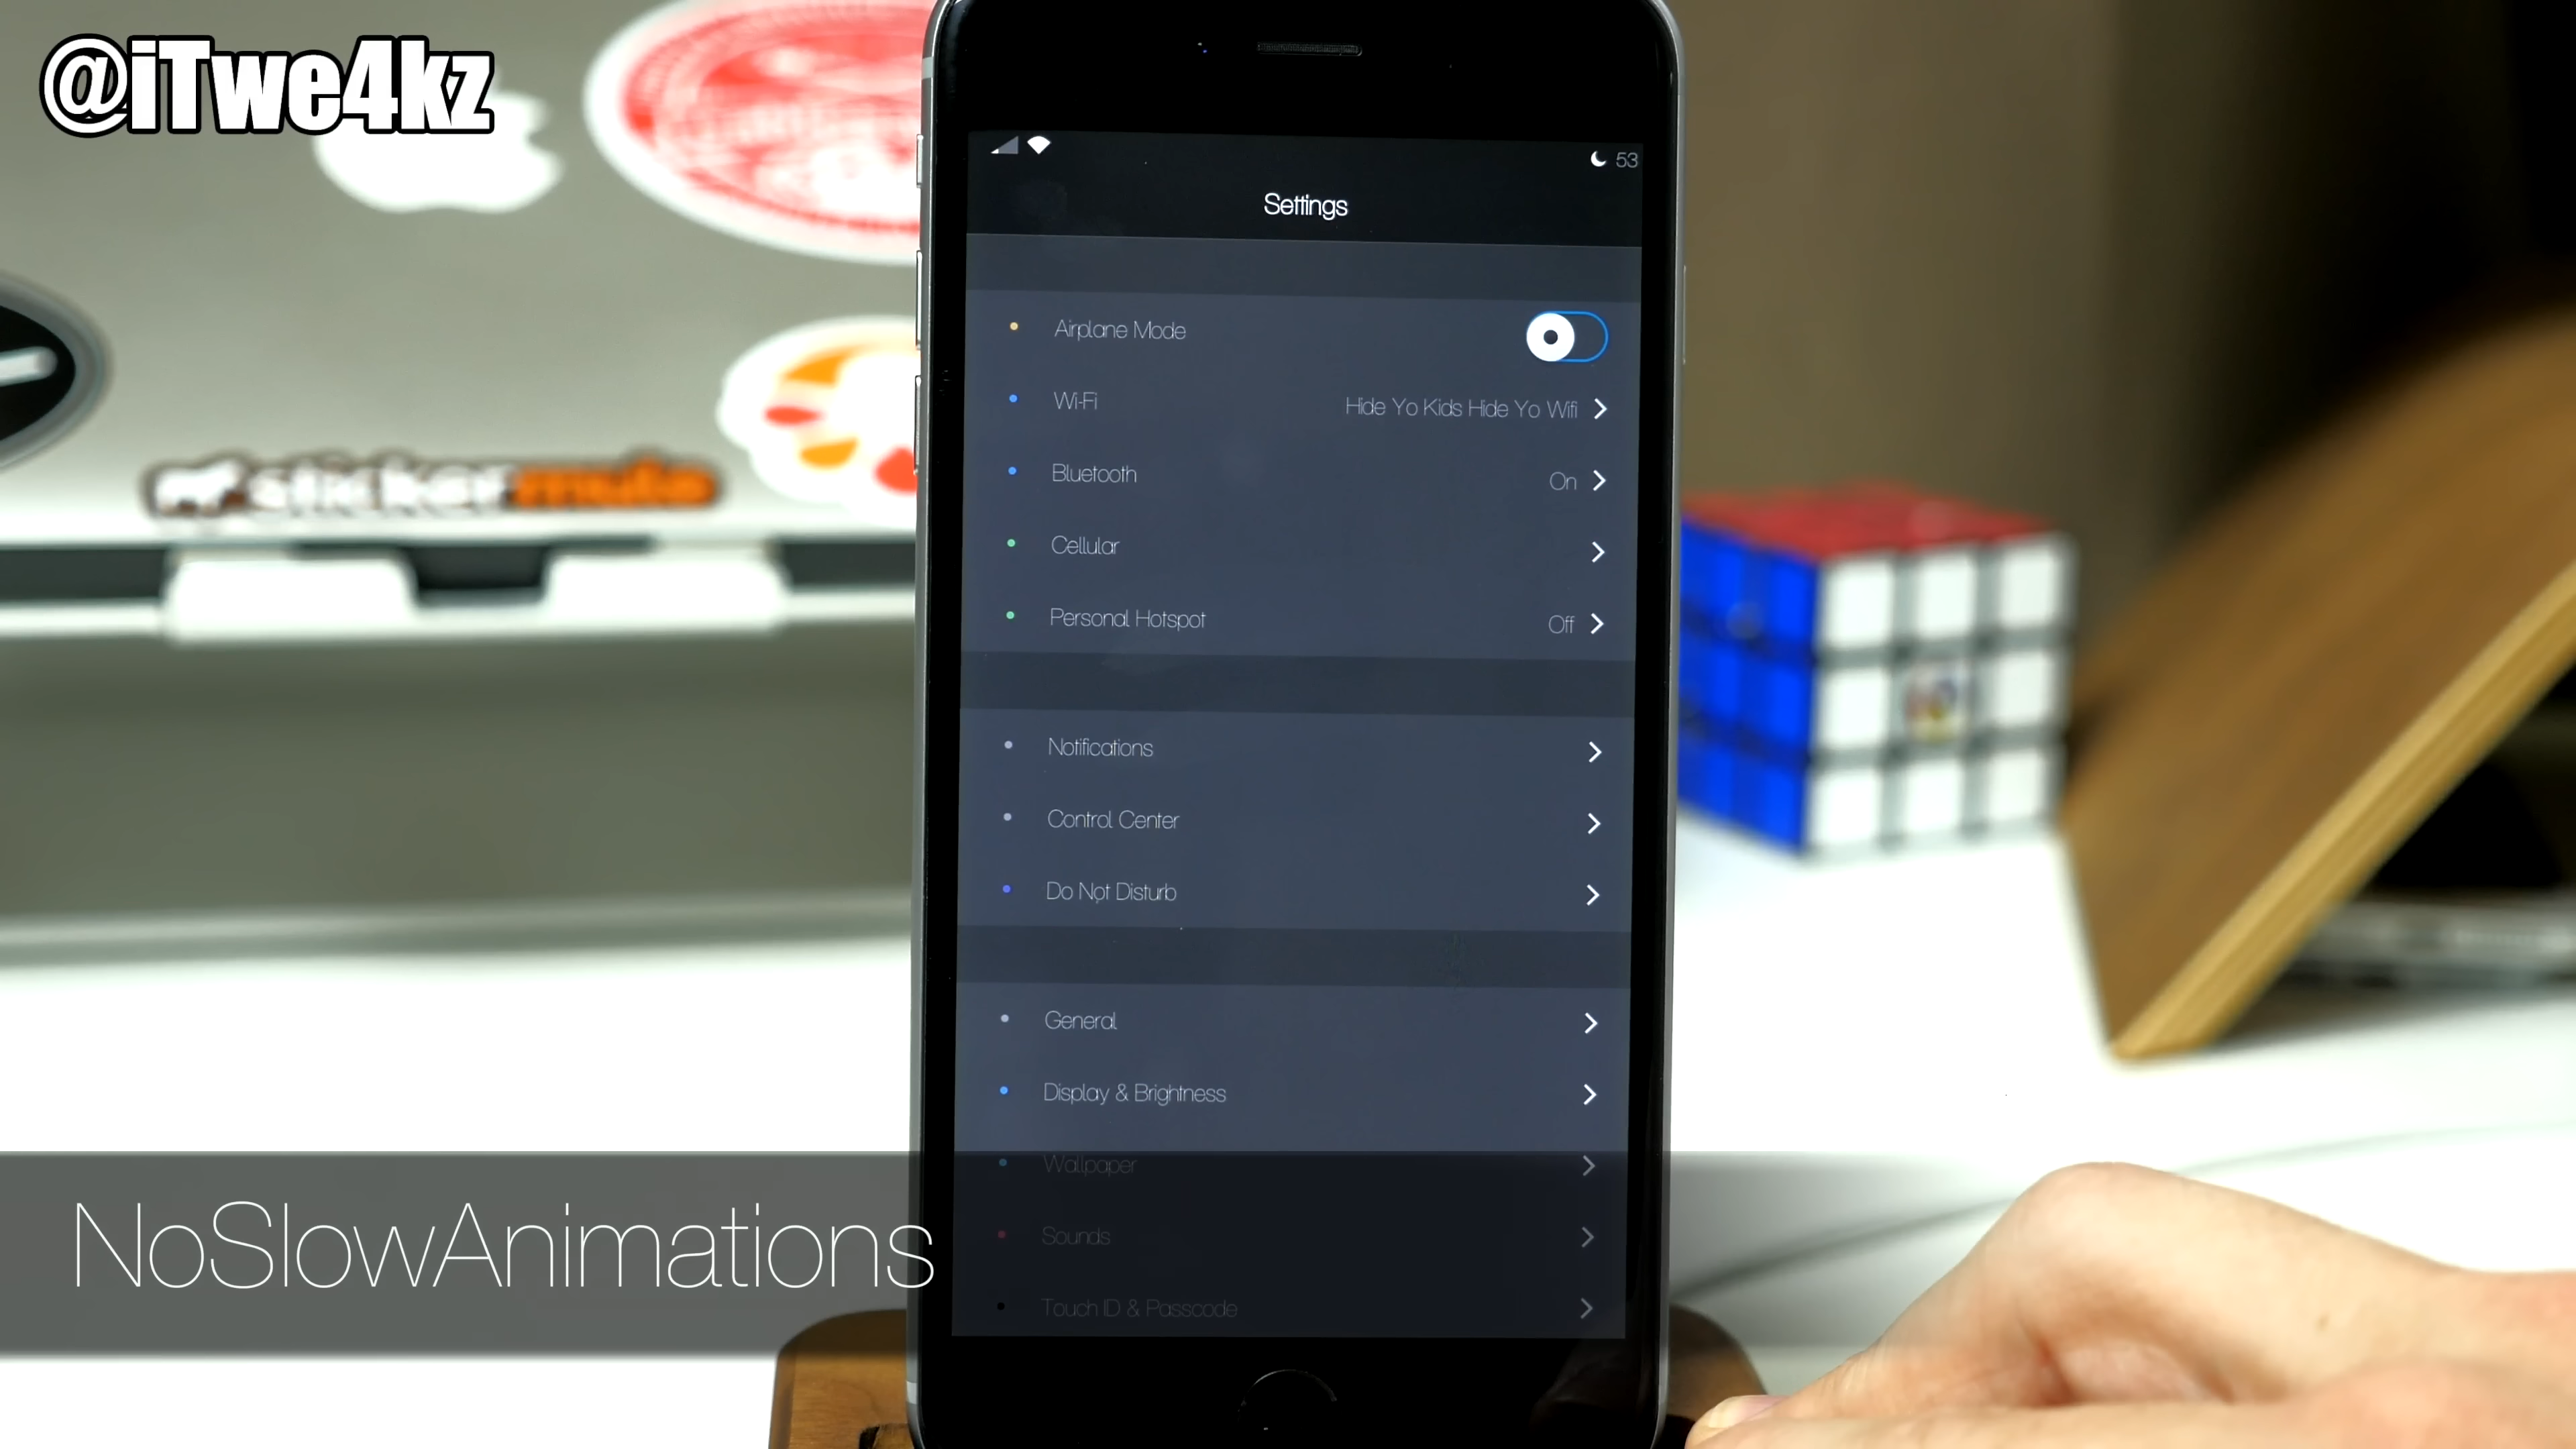 @iTwe4kz
53
Settings
Airplane Mode
Wi-Fi
Hide Yo Kids Hide Yo Wifi
Bluetooth
On
Cellular
Personal Hotspot
Off
stickermule
Notifications
Control Center
Do Not Disturb
General
Display & Brightness
Wallpaper
NoSlowAnimations
Sounds
Touch ID & Passcode